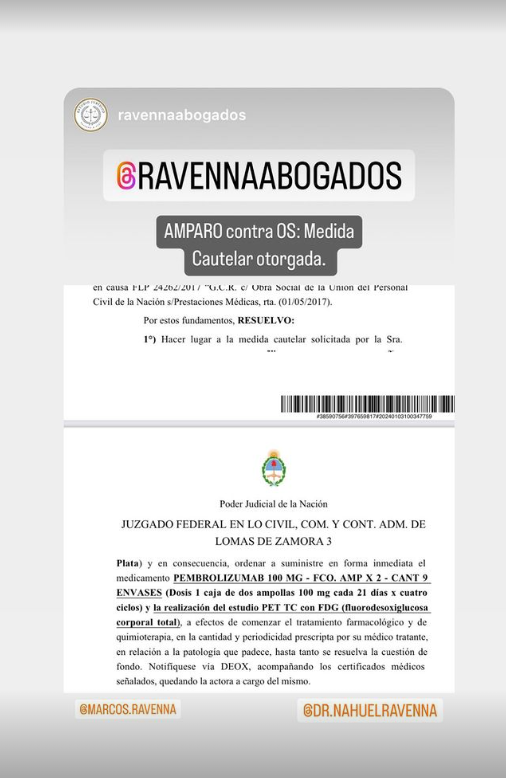 ravennaabogados
@RAVENNAABOGADOS
AMPARO contra OS: Medida
Cautelar otorgada.
en causa FLP 24262/2017 "G.C.R. c/ Obra Social de la Unión del Personal
Civil de la Nación s/Prestaciones Médicas, rta. (01/05/2017).
Por estos fundamentos, RESUELVO:
1°) Hacer lugar a la medida cautelar solicitada por la Sra.
#38590756#397659817#20240103100347759
Poder Judicial de la Nación
JUZGADO FEDERAL EN LO CIVIL, COM. Y CONT. ADM. DE
LOMAS DE ZAMORA 3
Plata) y en consecuencia, ordenar a suministre en forma inmediata el
medicamento PEMBROLIZUMAB 100 MG - FCO. AMP X 2 - CANT 9
ENVASES (Dosis 1 caja de dos ampollas 100 mg cada 21 días x cuatro
ciclos) y la realización del estudio PET TC con FDG (fluorodesoxiglucosa
corporal total), a efectos de comenzar el tratamiento farmacológico y de
quimioterapia, en la cantidad y periodicidad prescripta por su médico tratante,
en relación a la patología que padece, hasta tanto se resuelva la cuestión de
fondo. Notifíquese vía DEOX, acompañando los certificados médicos
señalados, quedando la actora a cargo del mismo.
@MARCOS.RAVENNA
@DR.NAHUELRAVENNA